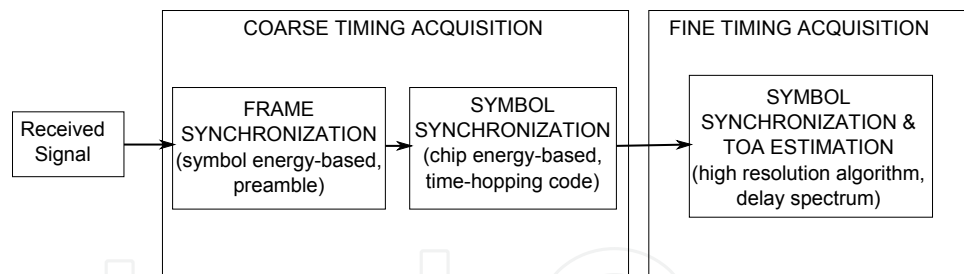 COARSE TIMING ACQUISITION
FINE TIMING ACQUISITION
Received
Signal
FRAME
SYNCHRONIZATION
(symbol energy-based,
preamble)
SYMBOL
SYNCHRONIZATION
(chip energy-based,
time-hopping code)
SYMBOL
SYNCHRONIZATION &
TOA ESTIMATION
(high resolution algorithm,
delay spectrum)